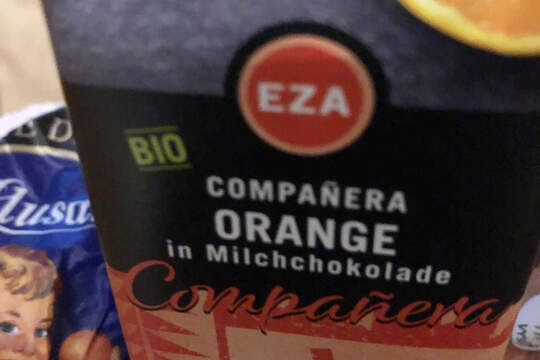 EZA
BIO
COMPAÑERA
ORANGE
in Milchchokolade
Compañera